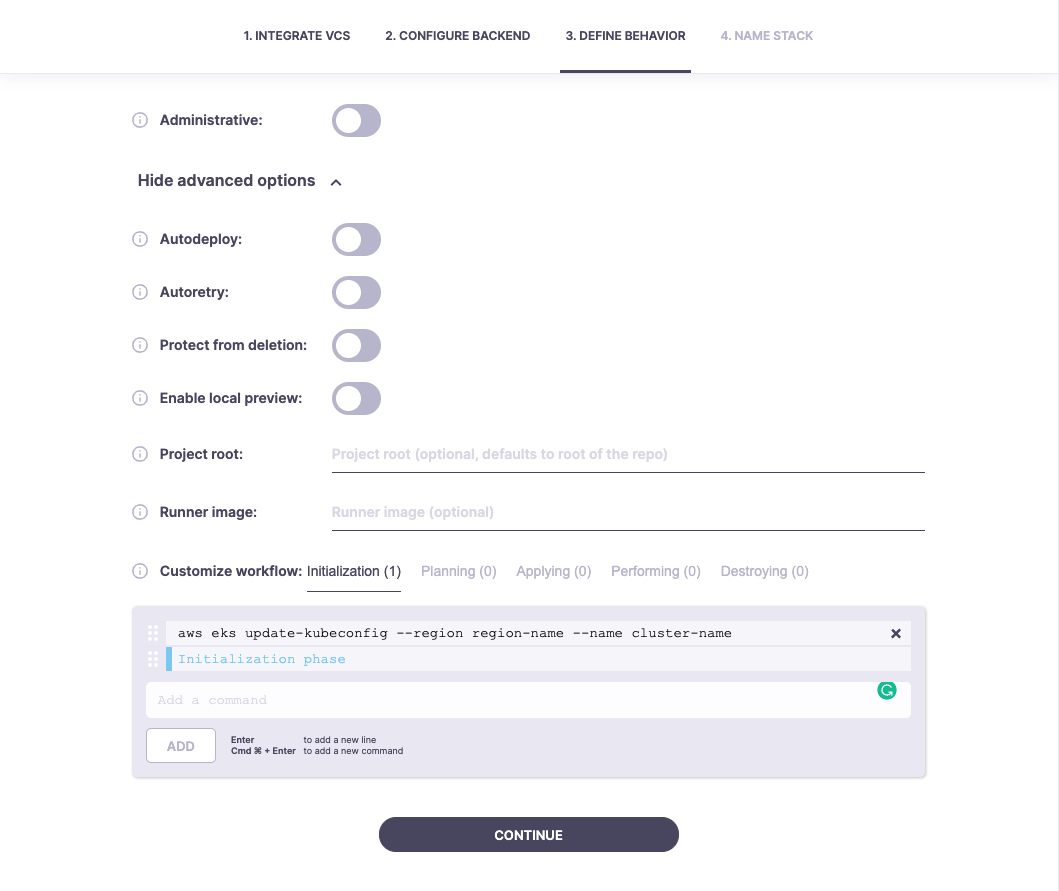 1. INTEGRATE VCS 2. CONFIGURE BACKEND 3. DEFINE BEHAVIOR 4. NAME STACK
Administrative:
Hide advanced options
Autodeploy:
Autoretry:
Protect from deletion:
Enable local preview:
Project root: Project root (optional, defaults to root of the repo)
Runner image: Runner image (optional)
Customize workflow: Initialization (1) Planning (0) Applying (0) Performing (0) Destroying (0)
aws eks update-kubeconfig --region region-name --name cluster-name
Initialization phase
Add a command
ADD
Enter to add a new line
Cmd ⌘ + Enter to add a new command
CONTINUE